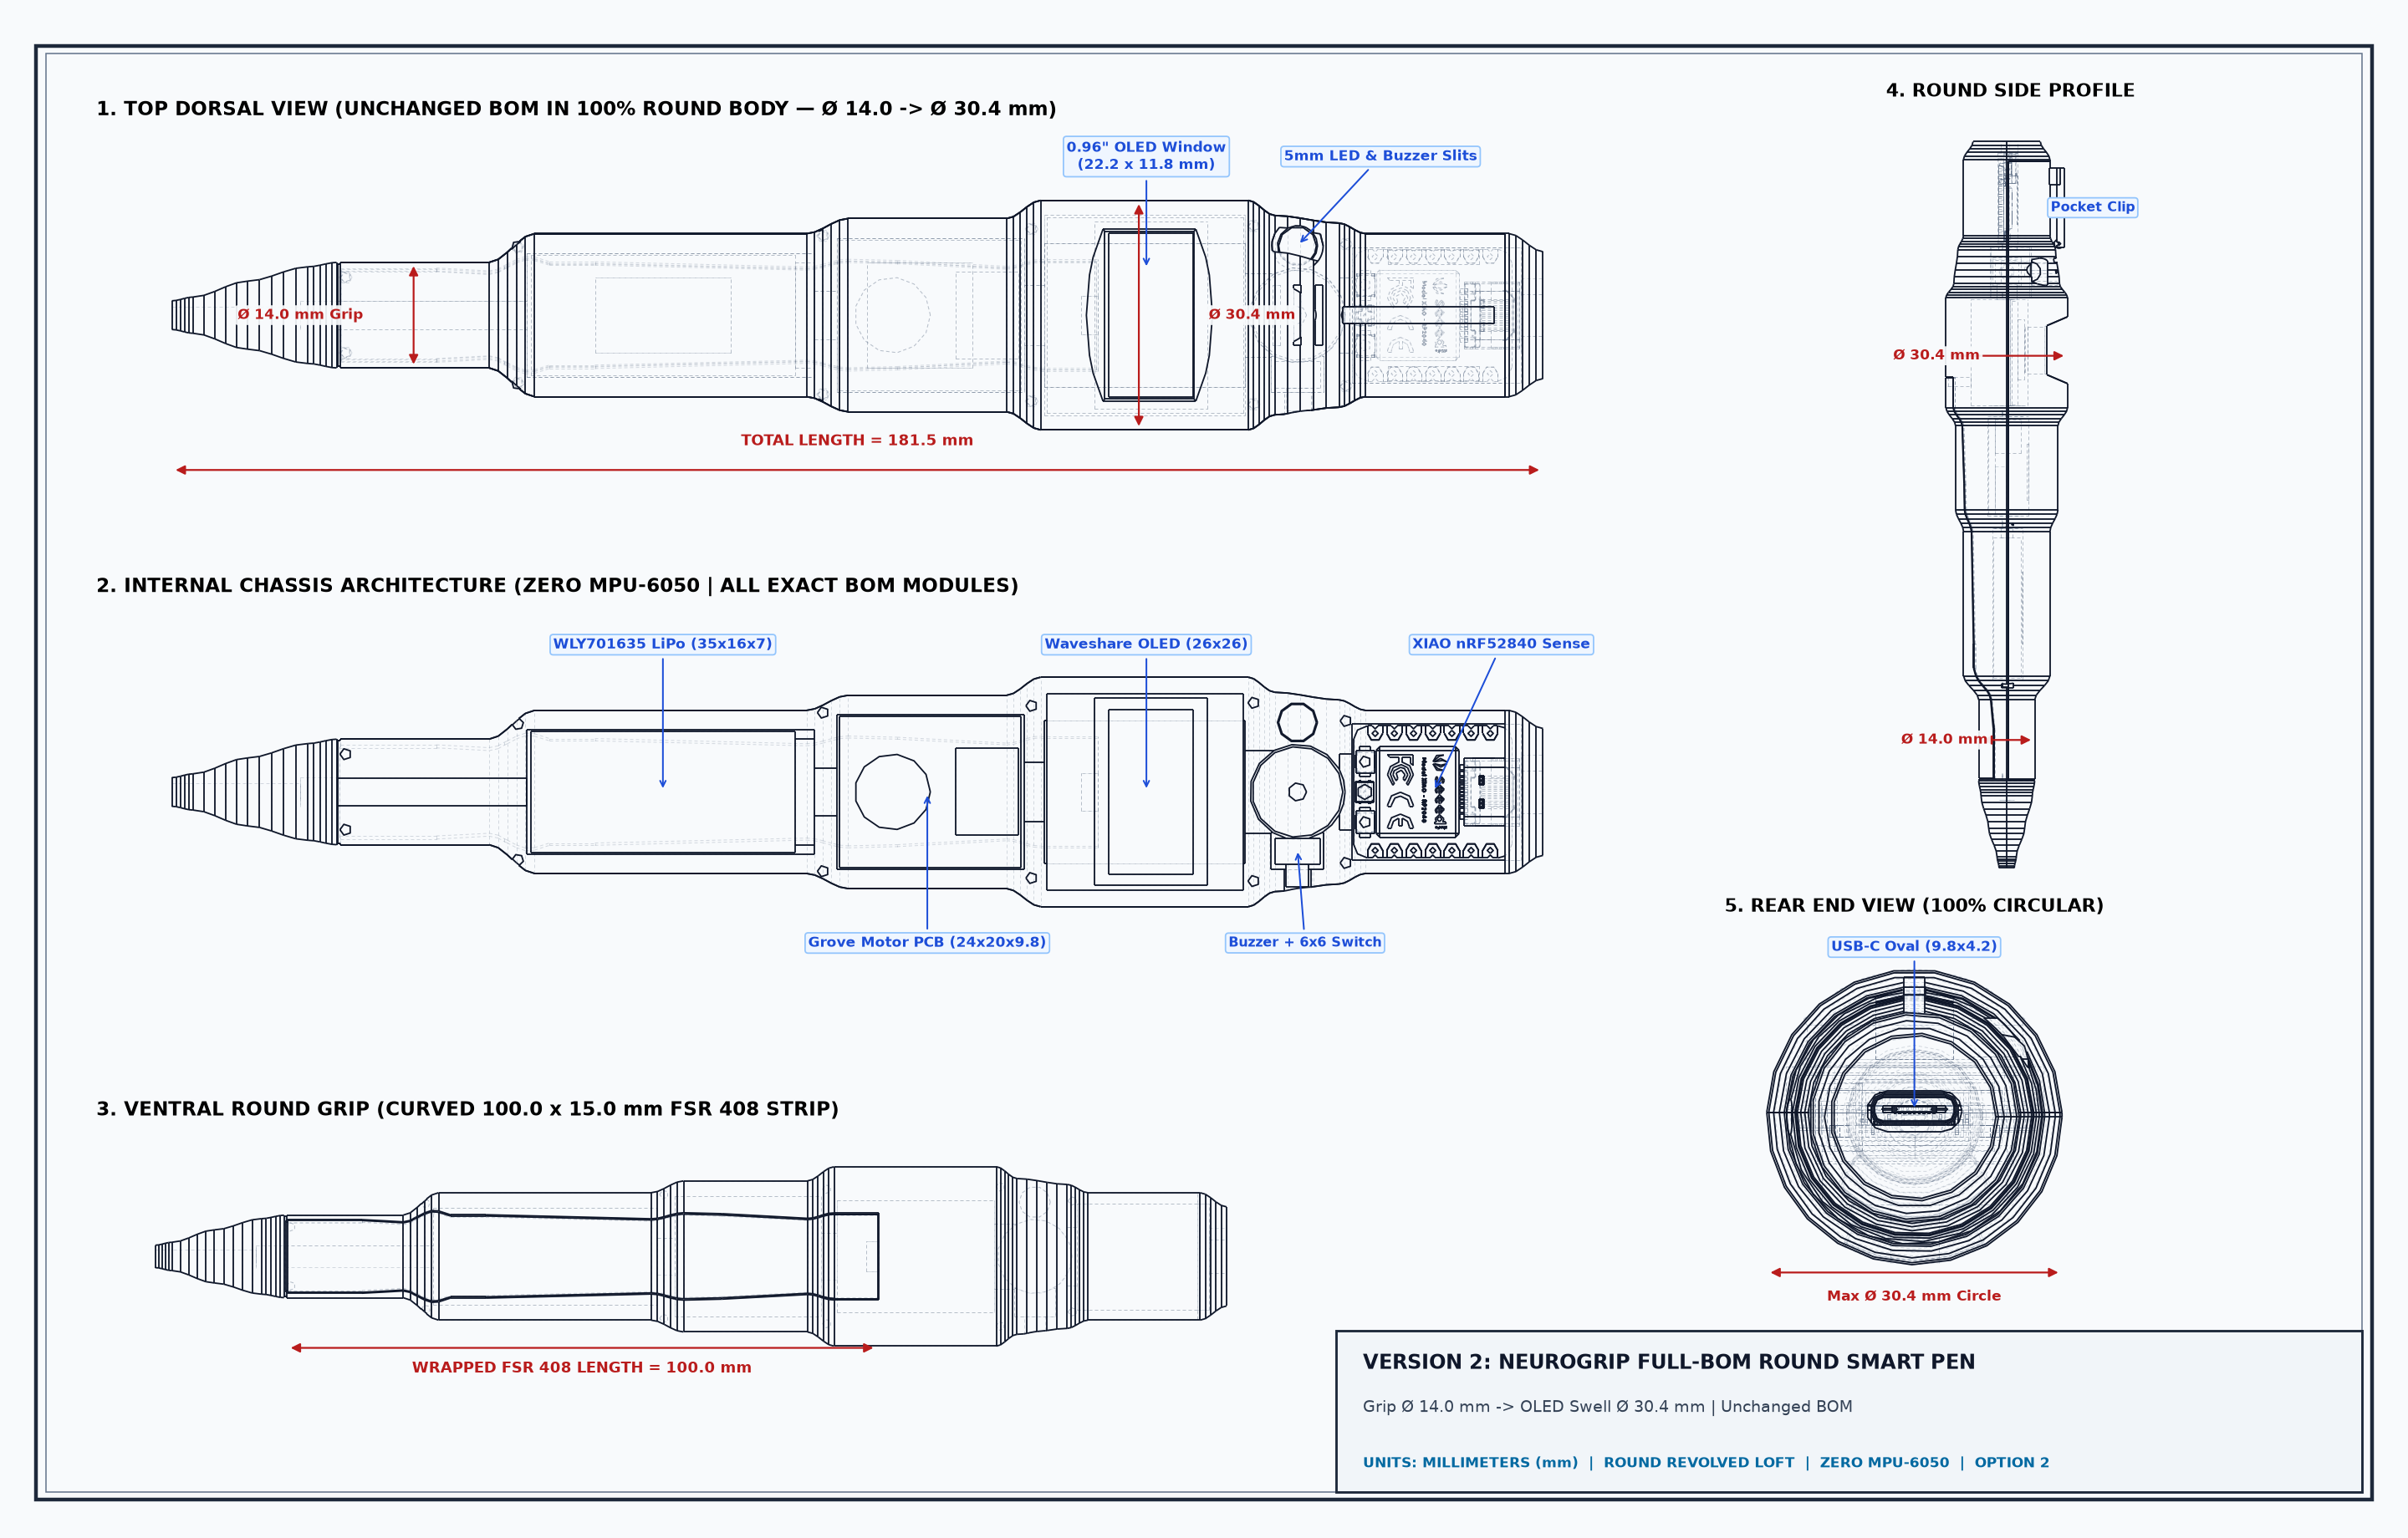 1. TOP DORSAL VIEW (UNCHANGED BOM IN 100% ROUND BODY — Ø 14.0 -> Ø 30.4 mm)
0.96" OLED Window
(22.2 x 11.8 mm)
5mm LED & Buzzer Slits
Ø 14.0 mm Grip
Ø 30.4 mm
TOTAL LENGTH = 181.5 mm
2. INTERNAL CHASSIS ARCHITECTURE (ZERO MPU-6050 | ALL EXACT BOM MODULES)
WLY701635 LiPo (35x16x7)
Waveshare OLED (26x26)
XIAO nRF52840 Sense
Grove Motor PCB (24x20x9.8)
Buzzer + 6x6 Switch
3. VENTRAL ROUND GRIP (CURVED 100.0 x 15.0 mm FSR 408 STRIP)
WRAPPED FSR 408 LENGTH = 100.0 mm
4. ROUND SIDE PROFILE
Pocket Clip
Ø 30.4 mm
Ø 14.0 mm
5. REAR END VIEW (100% CIRCULAR)
USB-C Oval (9.8x4.2)
Max Ø 30.4 mm Circle
VERSION 2: NEUROGRIP FULL-BOM ROUND SMART PEN
Grip Ø 14.0 mm -> OLED Swell Ø 30.4 mm | Unchanged BOM
UNITS: MILLIMETERS (mm) | ROUND REVOLVED LOFT | ZERO MPU-6050 | OPTION 2